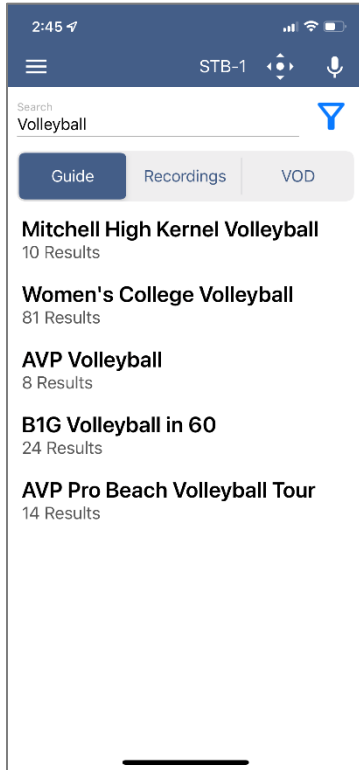 2:45
STB-1
Search
Volleyball
Guide Recordings VOD
Mitchell High Kernel Volleyball
10 Results
Women's College Volleyball
81 Results
AVP Volleyball
8 Results
B1G Volleyball in 60
24 Results
AVP Pro Beach Volleyball Tour
14 Results